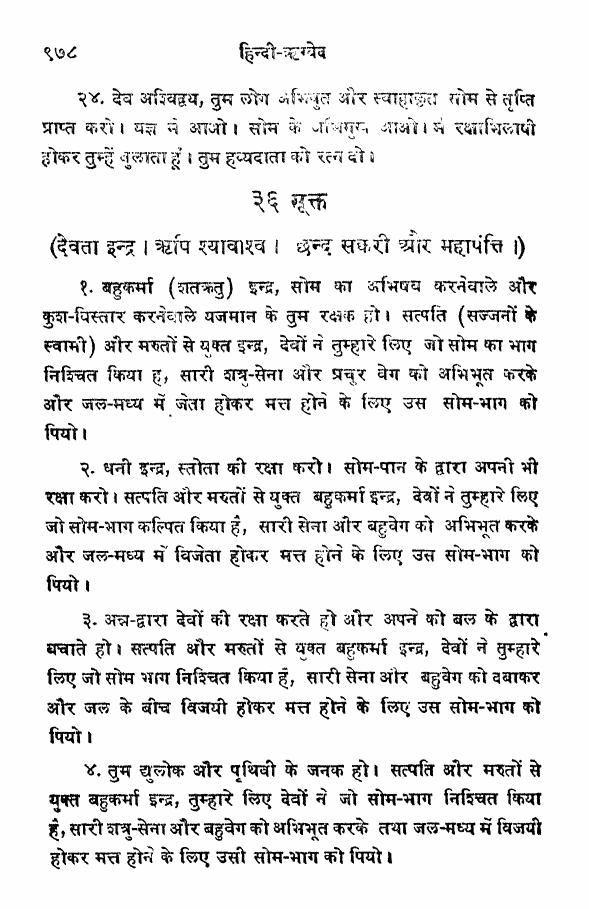 ९७८ हिन्दी-ऋग्वेद
२४. देव अश्विद्वय, तुम लोग अभिषुत और स्वाहाकृत सोम से तृप्ति
प्राप्त करो। यज्ञ में आओ। सोम के अभिमुख आओ। मैं रक्षाभिलाषी
होकर तुम्हें बुलाता हूँ। तुम हव्यदाता को रत्न दो।
३६ सूक्त
(देवता इन्द्र। ऋषि श्यावाश्व। छन्द सक्करी और महापंक्ति।)
१. बहुकर्मा (शतक्रतु) इन्द्र, सोम का अभिषव करनेवाले और
कुश-विस्तार करनेवाले यजमान के तुम रक्षक हो। सत्पति (सज्जनों के
स्वामी) और मरुतों से युक्त इन्द्र, देवों ने तुम्हारे लिए जो सोम का भाग
निश्चित किया है, सारी शत्रु-सेना और प्रचुर वेग को अभिभूत करके
और जल-मध्य में जेता होकर मत्त होने के लिए उस सोम-भाग को
पियो।
२. धनी इन्द्र, स्तोता की रक्षा करो। सोम-पान के द्वारा अपनी भी
रक्षा करो। सत्पति और मरुतों से युक्त बहुकर्मा इन्द्र, देवों ने तुम्हारे लिए
जो सोम-भाग कल्पित किया है, सारी सेना और बहुवेग को अभिभूत करके
और जल-मध्य में विजेता होकर मत्त होने के लिए उस सोम-भाग को
पियो।
३. अन्न-द्वारा देवों की रक्षा करते हो और अपने को बल के द्वारा
बचाते हो। सत्पति और मरुतों से युक्त बहुकर्मा इन्द्र, देवों ने तुम्हारे
लिए जो सोम भाग निश्चित किया है, सारी सेना और बहुवेग को दबाकर
और जल के बीच विजयी होकर मत्त होने के लिए उस सोम-भाग को
पियो।
४. तुम द्युलोक और पृथिवी के जनक हो। सत्पति और मरुतों से
युक्त बहुकर्मा इन्द्र, तुम्हारे लिए देवों ने जो सोम-भाग निश्चित किया
है, सारी शत्रु-सेना और बहुवेग को अभिभूत करके तथा जल-मध्य में विजयी
होकर मत्त होने के लिए उसी सोम-भाग को पियो।